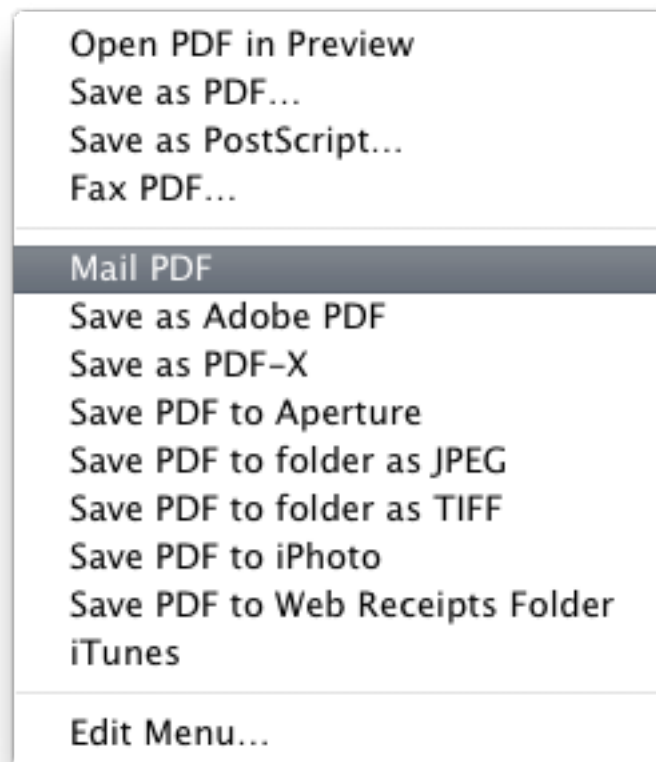 Open PDF in Preview
Save as PDF...
Save as PostScript...
Fax PDF...
Mail PDF
Save as Adobe PDF
Save as PDF-X
Save PDF to Aperture
Save PDF to folder as JPEG
Save PDF to folder as TIFF
Save PDF to iPhoto
Save PDF to Web Receipts Folder
iTunes
Edit Menu...